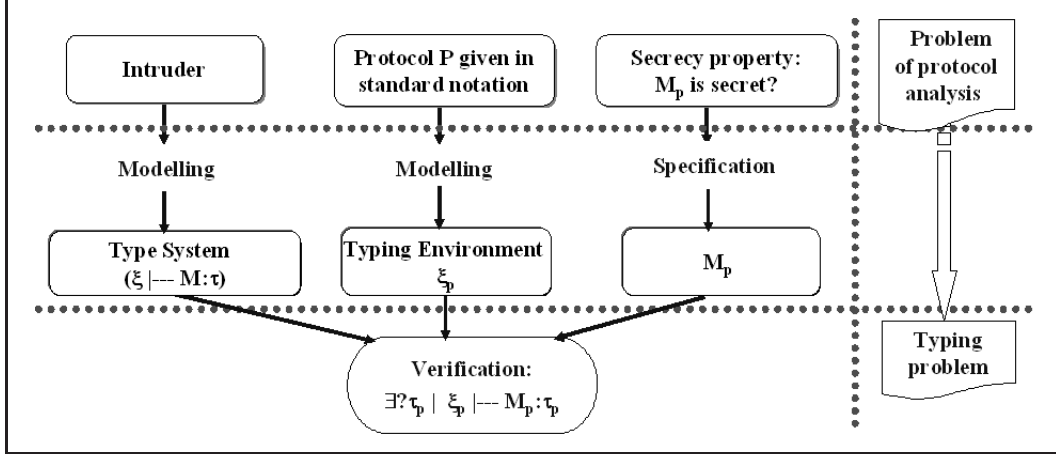 Intruder
Protocol P given in
standard notation
Secrecy property:
Mp is secret?
Problem
of protocol
analysis
Modelling
Modelling
Specification
Type System
(ξ |--- M:τ)
Typing Environment
ξp
Mp
Verification:
∃?τp | ξp |--- Mp:τp
Typing
problem